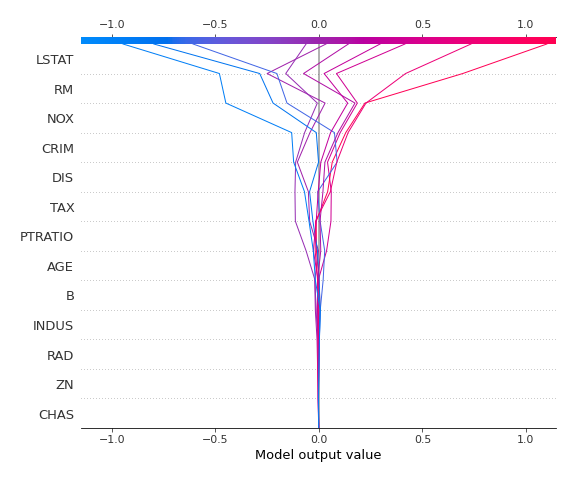 −1.0 −0.5 0.0 0.5 1.0
LSTAT
RM
NOX
CRIM
DIS
TAX
PTRATIO
AGE
B
INDUS
RAD
ZN
CHAS
−1.0 −0.5 0.0 0.5 1.0
Model output value